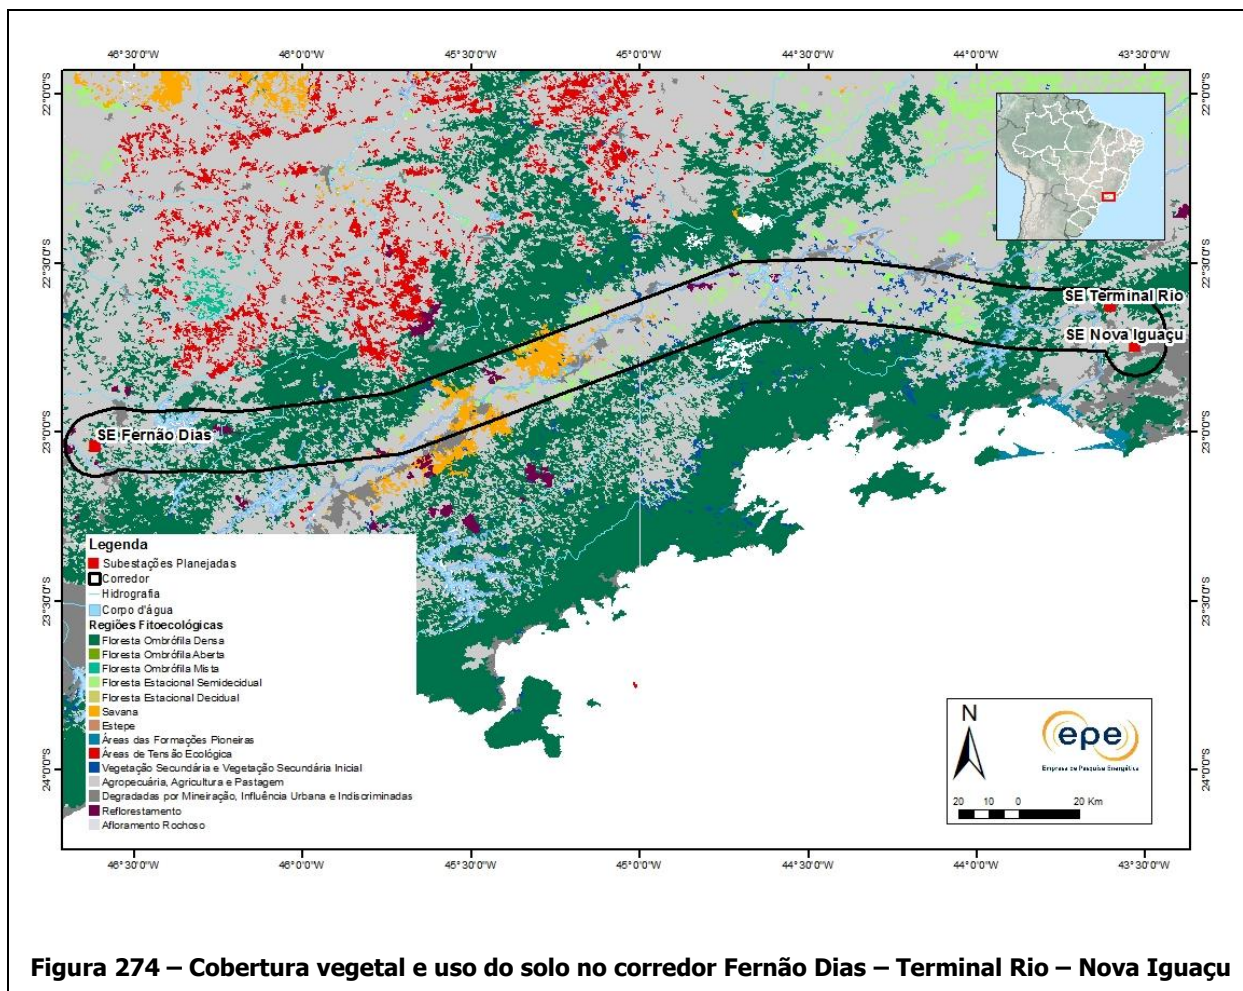 46°30'0"W 46°0'0"W 45°30'0"W 45°0'0"W 44°30'0"W 44°0'0"W 43°30'0"W
22°0'0"S 22°0'0"S
22°30'0"S 22°30'0"S
SE Terminal Rio
SE Nova Iguaçu
23°0'0"S 23°0'0"S
SE Fernão Dias
23°30'0"S 23°30'0"S
24°0'0"S 24°0'0"S
Legenda
Subestações Planejadas
Corredor
Hidrografia
Corpo d'água
Regiões Fitoecológicas
Floresta Ombrófila Densa
Floresta Ombrófila Aberta
Floresta Ombrófila Mista
Floresta Estacional Semidecidual
Floresta Estacional Decidual
Savana
Estepe
Áreas das Formações Pioneiras
Áreas de Tensão Ecológica
Vegetação Secundária e Vegetação Secundária Inicial
Agropecuária, Agricultura e Pastagem
Degradadas por Mineiração, Influência Urbana e Indiscriminadas
Reflorestamento
Afloramento Rochoso
N
epe
Empresa de Pesquisa Energética
20 10 0 20 Km
46°30'0"W 46°0'0"W 45°30'0"W 45°0'0"W 44°30'0"W 44°0'0"W 43°30'0"W
Figura 274 – Cobertura vegetal e uso do solo no corredor Fernão Dias – Terminal Rio – Nova Iguaçu